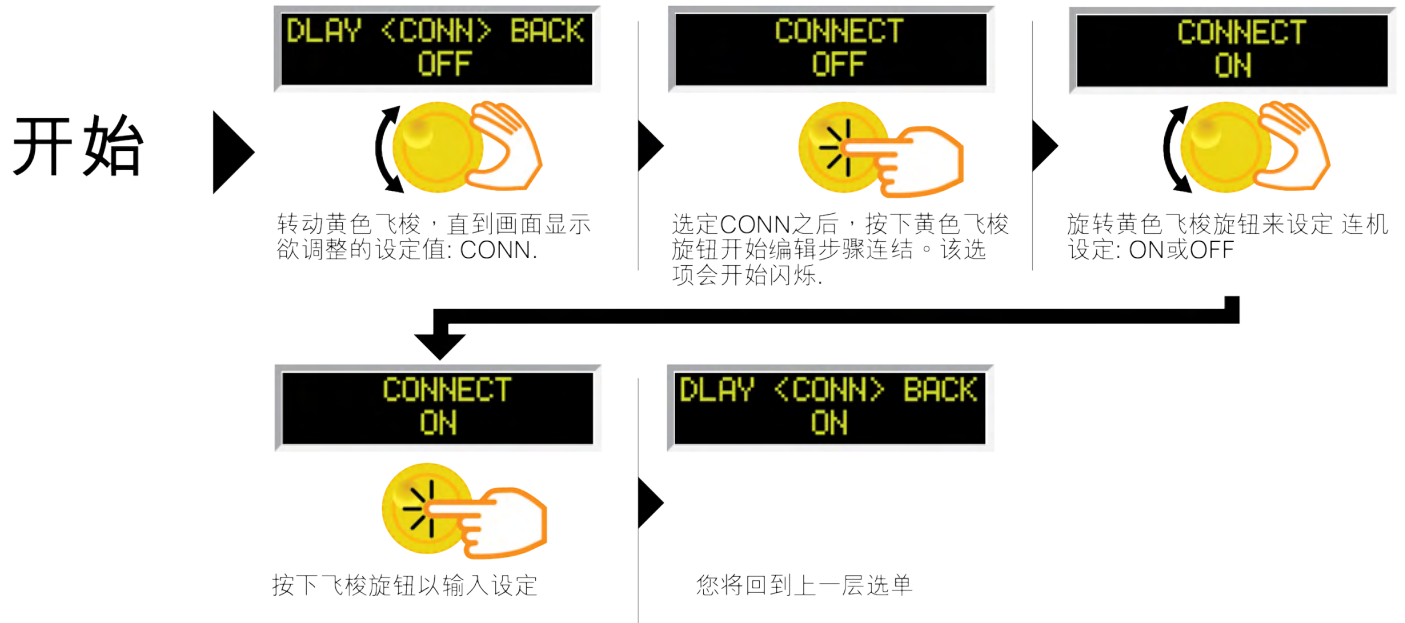 开始
DLAY <CONN> BACK
OFF
转动黄色飞梭，直到画面显示
欲调整的设定值: CONN.
CONNECT
OFF
选定CONN之后，按下黄色飞梭
旋钮开始编辑步骤连结。该选
项会开始闪烁.
CONNECT
ON
旋转黄色飞梭旋钮来设定 连机
设定: ON或OFF
CONNECT
ON
按下飞梭旋钮以输入设定
DLAY <CONN> BACK
ON
您将回到上一层选单